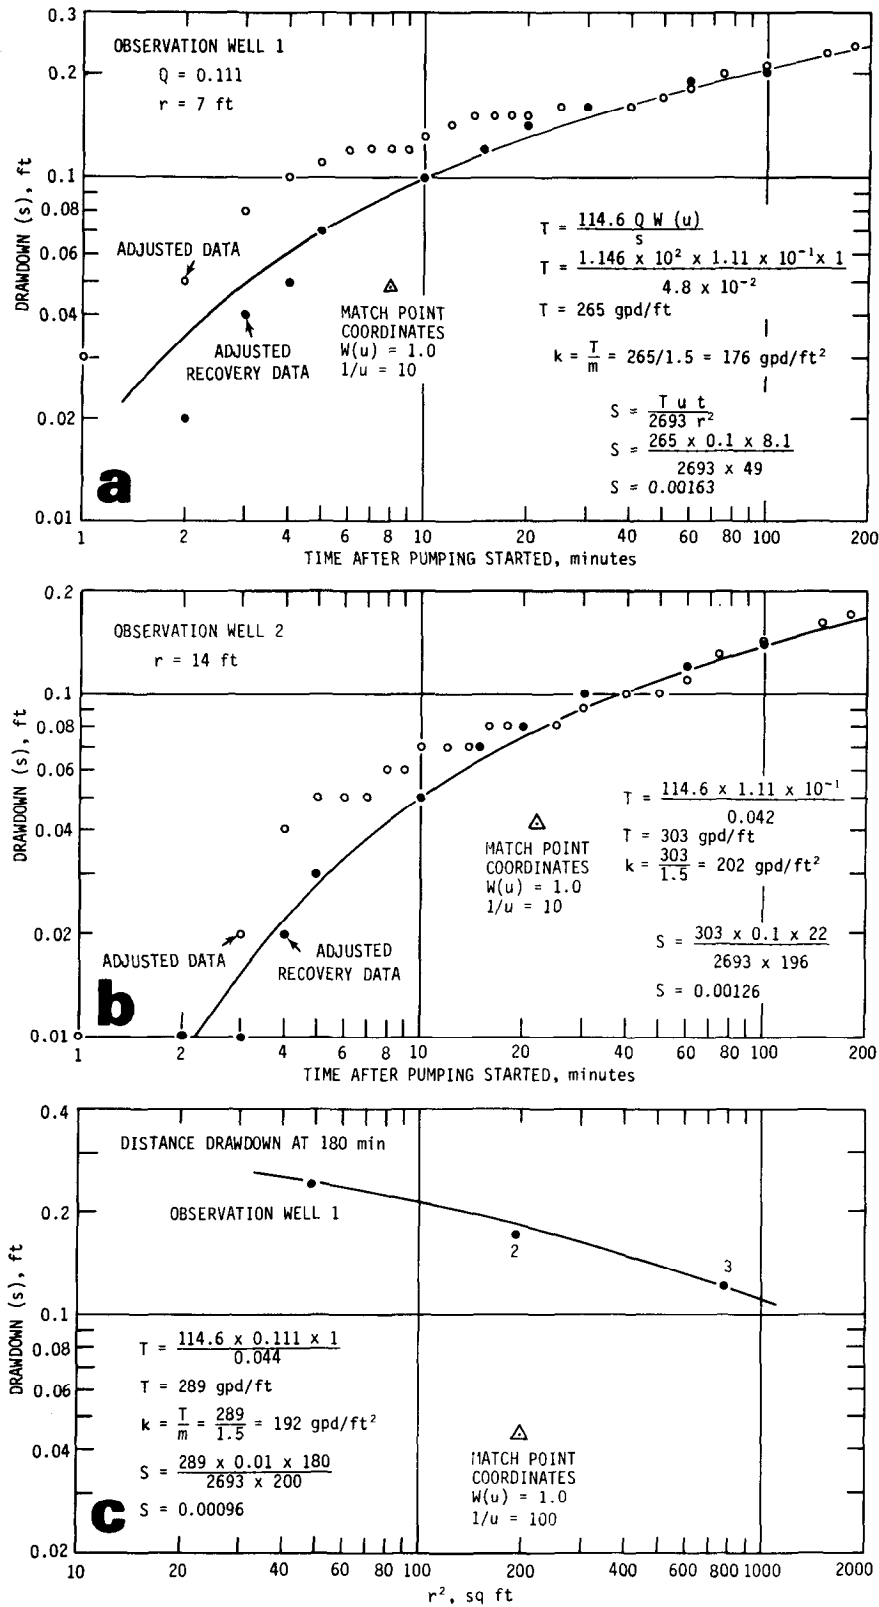 0.3
OBSERVATION WELL 1
Q = 0.111
r = 7 ft
0.2
0.1
0.08
0.06
0.04
0.02
0.01
DRAWDOWN (s), ft
ADJUSTED DATA
ADJUSTED
RECOVERY DATA
MATCH POINT
COORDINATES
W(u) = 1.0
1/u = 10
T = 114.6 Q W (u)
s
T = 1.146 x 10² x 1.11 x 10⁻¹ x 1
4.8 x 10⁻²
T = 265 gpd/ft
k = T/m = 265/1.5 = 176 gpd/ft²
S = T u t
2693 r²
S = 265 x 0.1 x 8.1
2693 x 49
S = 0.00163
a
1 2 4 6 8 10 20 40 60 80 100 200
TIME AFTER PUMPING STARTED, minutes
0.2
OBSERVATION WELL 2
r = 14 ft
0.1
0.08
0.06
0.04
0.02
0.01
DRAWDOWN (s), ft
ADJUSTED DATA
ADJUSTED
RECOVERY DATA
MATCH POINT
COORDINATES
W(u) = 1.0
1/u = 10
T = 114.6 x 1.11 x 10⁻¹
0.042
T = 303 gpd/ft
k = 303/1.5 = 202 gpd/ft²
S = 303 x 0.1 x 22
2693 x 196
S = 0.00126
b
1 2 4 6 8 10 20 40 60 80 100 200
TIME AFTER PUMPING STARTED, minutes
0.4
DISTANCE DRAWDOWN AT 180 min
OBSERVATION WELL 1
2
3
0.2
0.1
0.08
0.06
0.04
0.02
DRAWDOWN (s), ft
T = 114.6 x 0.111 x 1
0.044
T = 289 gpd/ft
k = T/m = 289/1.5 = 192 gpd/ft²
S = 289 x 0.01 x 180
2693 x 200
S = 0.00096
MATCH POINT
COORDINATES
W(u) = 1.0
1/u = 100
c
10 20 40 60 80 100 200 400 600 800 1000 2000
r², sq ft